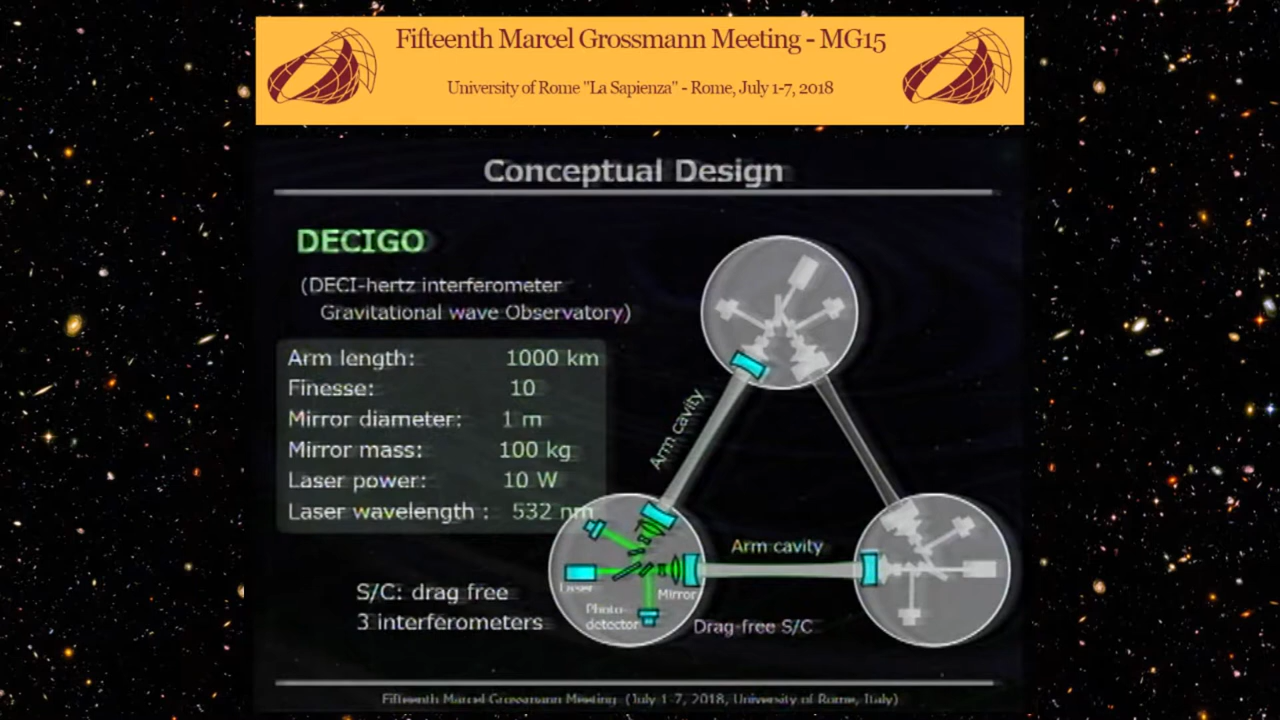 Fifteenth Marcel Grossmann Meeting - MG15
University of Rome "La Sapienza" - Rome, July 1-7, 2018
Conceptual Design
DECIGO
(DECI-hertz interferometer
Gravitational wave Observatory)
Arm length: 1000 km
Finesse: 10
Mirror diameter: 1 m
Mirror mass: 100 kg
Laser power: 10 W
Laser wavelength : 532 nm
S/C: drag free
3 interferometers
Arm cavity
Arm cavity
Laser
Mirror
Photo-
detector
Drag-free S/C
Fifteenth Marcel Grossmann Meeting (July 1-7, 2018, University of Rome, Italy)